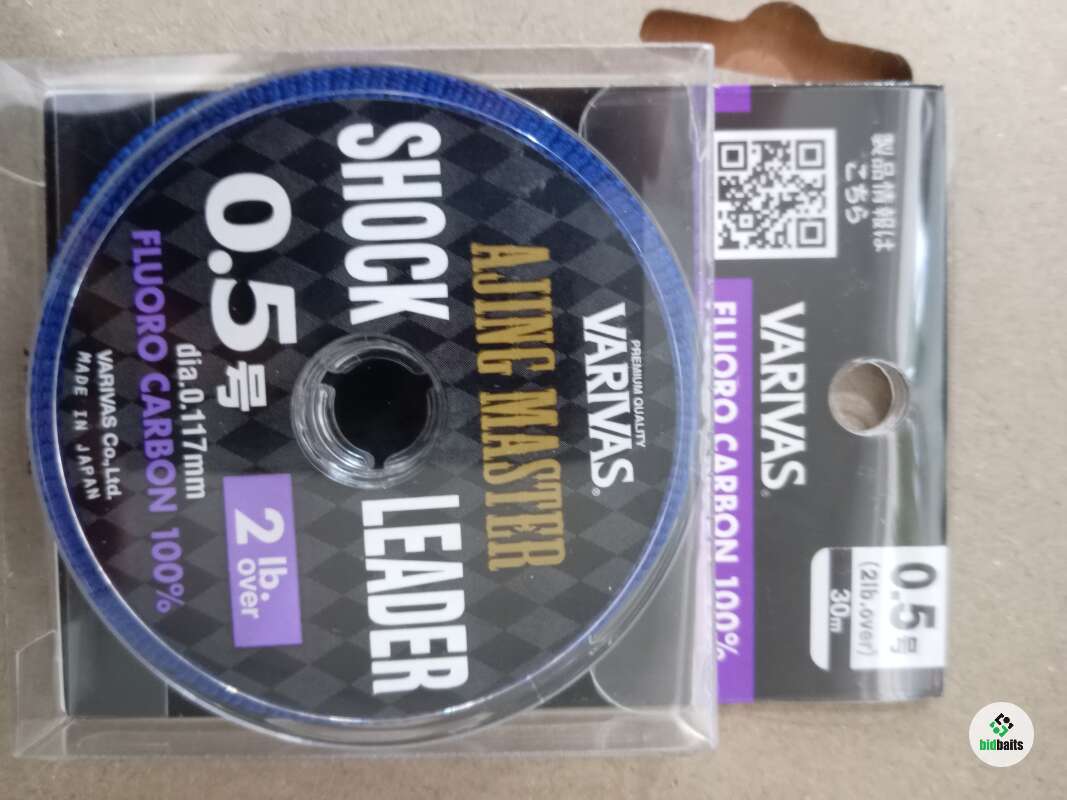 製品情報は
こちら
VARIVAS
FLUORO CARBON 100%
0.5号
(2lb.over)
30m
PREMIUM QUALITY
VARIVAS®
AJING MASTER
SHOCK LEADER
0.5号
2lb.
over
dia.0.117mm
FLUORO CARBON 100%
VARIVAS Co.,Ltd.
MADE IN JAPAN
bidbaits